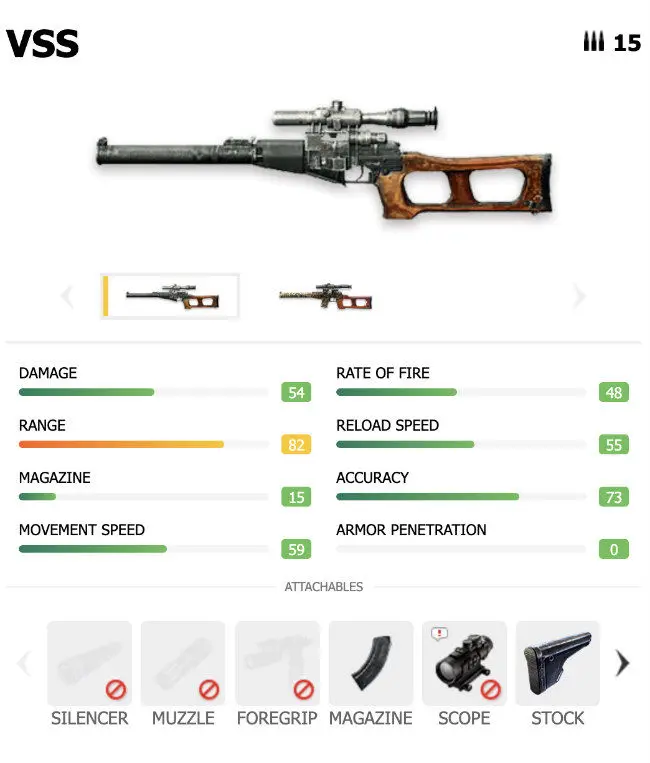 VSS 15
DAMAGE 54 RATE OF FIRE 48
RANGE 82 RELOAD SPEED 55
MAGAZINE 15 ACCURACY 73
MOVEMENT SPEED 59 ARMOR PENETRATION 0
ATTACHABLES
!
SILENCER MUZZLE FOREGRIP MAGAZINE SCOPE STOCK